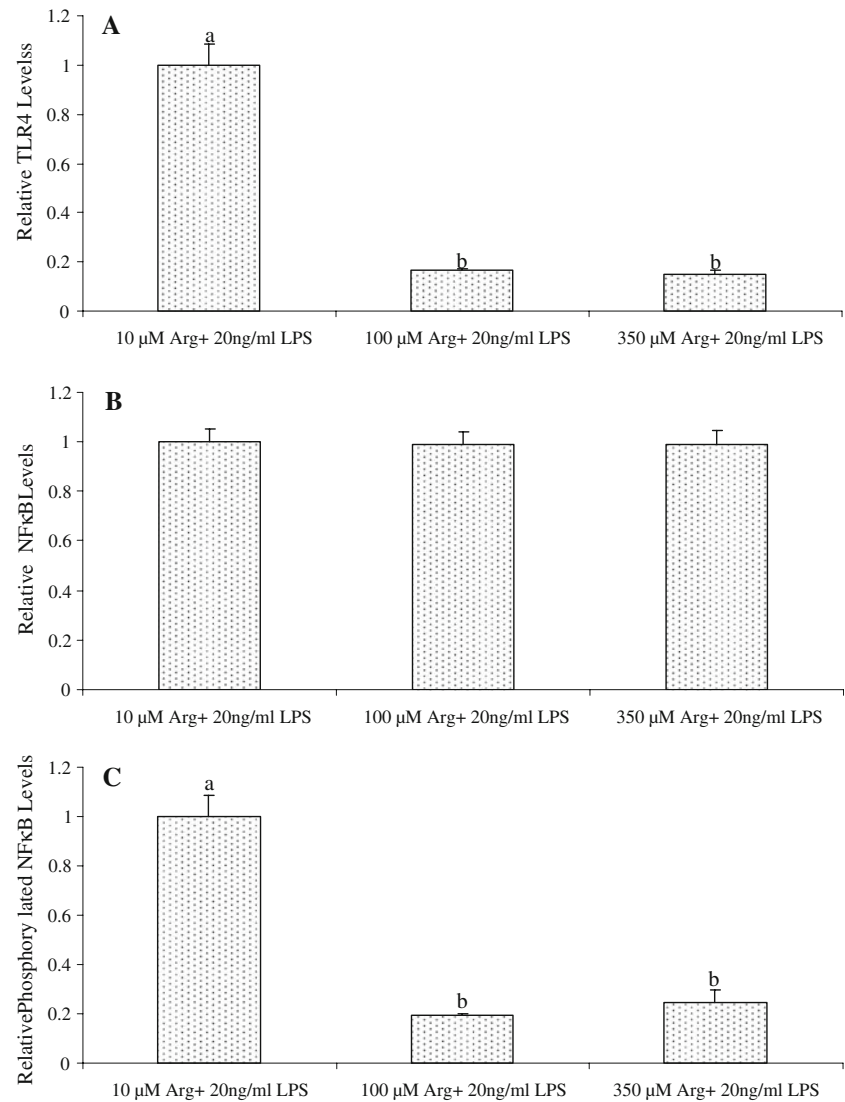 A
Relative TLR4 Levelss
1.2
1
0.8
0.6
0.4
0.2
0
a
b
b
10 µM Arg+ 20ng/ml LPS
100 µM Arg+ 20ng/ml LPS
350 µM Arg+ 20ng/ml LPS
B
Relative NFκBLevels
1.2
1
0.8
0.6
0.4
0.2
0
10 µM Arg+ 20ng/ml LPS
100 µM Arg+ 20ng/ml LPS
350 µM Arg+ 20ng/ml LPS
C
RelativePhosphory lated NFκB Levels
1.2
1
0.8
0.6
0.4
0.2
0
a
b
b
10 µM Arg+ 20ng/ml LPS
100 µM Arg+ 20ng/ml LPS
350 µM Arg+ 20ng/ml LPS